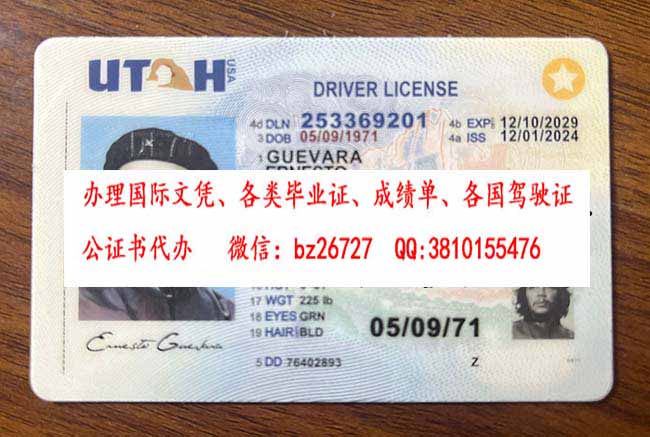 UTAH USA
DRIVER LICENSE
4d DLN 253369201
4b EXP 12/10/2029
3 DOB 05/09/1971
4a ISS 12/01/2024
1 GUEVARA
办理国际文凭、各类毕业证、成绩单、各国驾驶证
公证书代办 微信:bz26727 QQ:3810155476
17 WGT 225 lb
18 EYES GRN
19 HAIR BLD
05/09/71
Ernesto Guevara
5 DD 76402893
Z